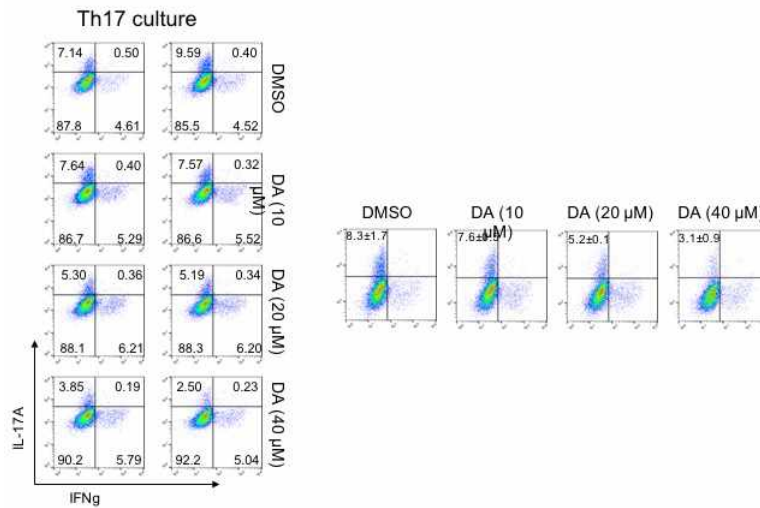 Th17 culture
7.14 0.50 9.59 0.40
87.8 4.61 85.5 4.52
DMSO
7.64 0.40 7.57 0.32
86.7 5.29 86.6 5.52
DA (10
µM)
5.30 0.36 5.19 0.34
88.1 6.21 88.3 6.20
DA (20 µM)
3.85 0.19 2.50 0.23
90.2 5.79 92.2 5.04
DA (40 µM)
IL-17A
IFNg
DMSO DA (10 DA (20 µM) DA (40 µM)
µM)
8.3±1.7 5.2±0.1 3.1±0.9